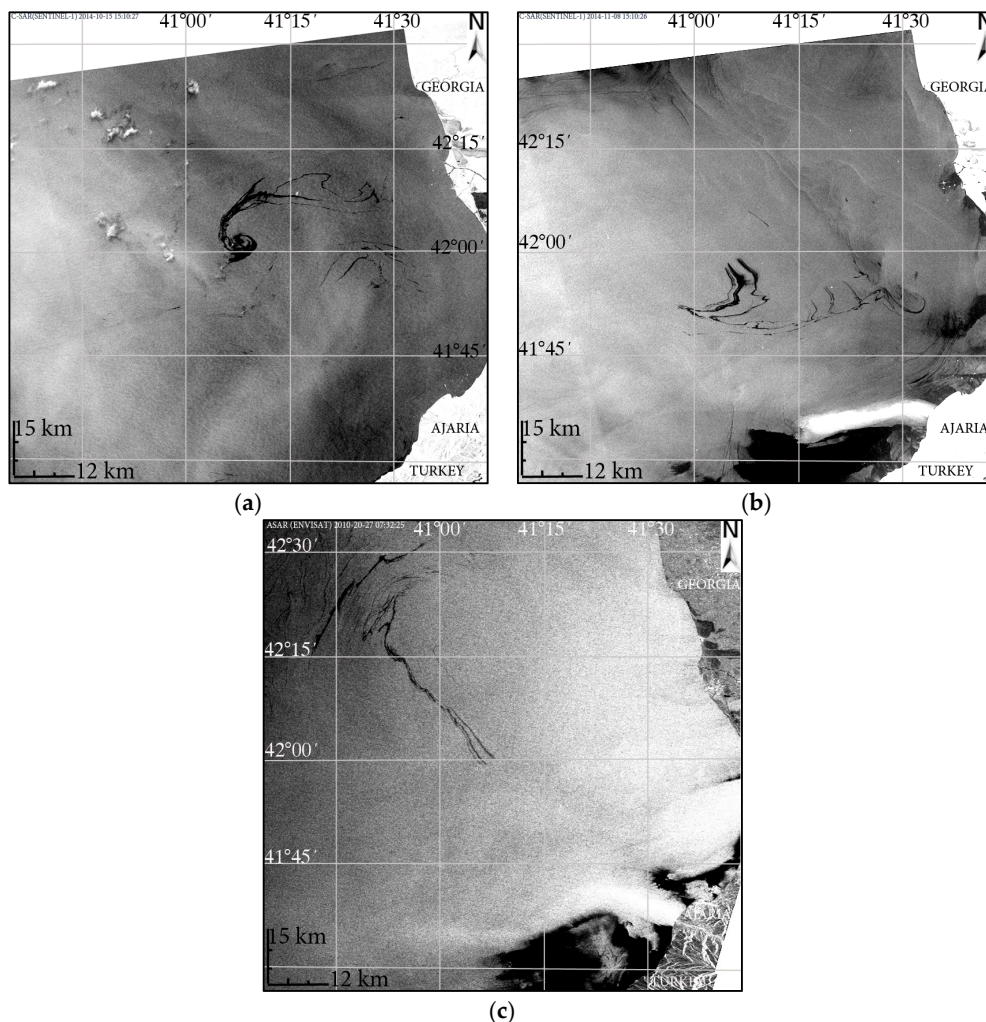 C-SAR(SENTINEL-1) 2014-10-15 15:10:27
41°00′ 41°15′ 41°30′ N
GEORGIA
42°15′
42°00′
41°45′
15 km
12 km
AJARIA
TURKEY
(a)
C-SAR(SENTINEL-1) 2014-11-08 15:10:26
41°00′ 41°15′ 41°30′ N
GEORGIA
42°15′
42°00′
41°45′
15 km
12 km
AJARIA
TURKEY
(b)
ASAR (ENVISAT) 2010-20-27 07:32:25
41°00′ 41°15′ 41°30′ N
42°30′
GEORGIA
42°15′
42°00′
41°45′
AJARIA
15 km
12 km
TURKEY
(c)